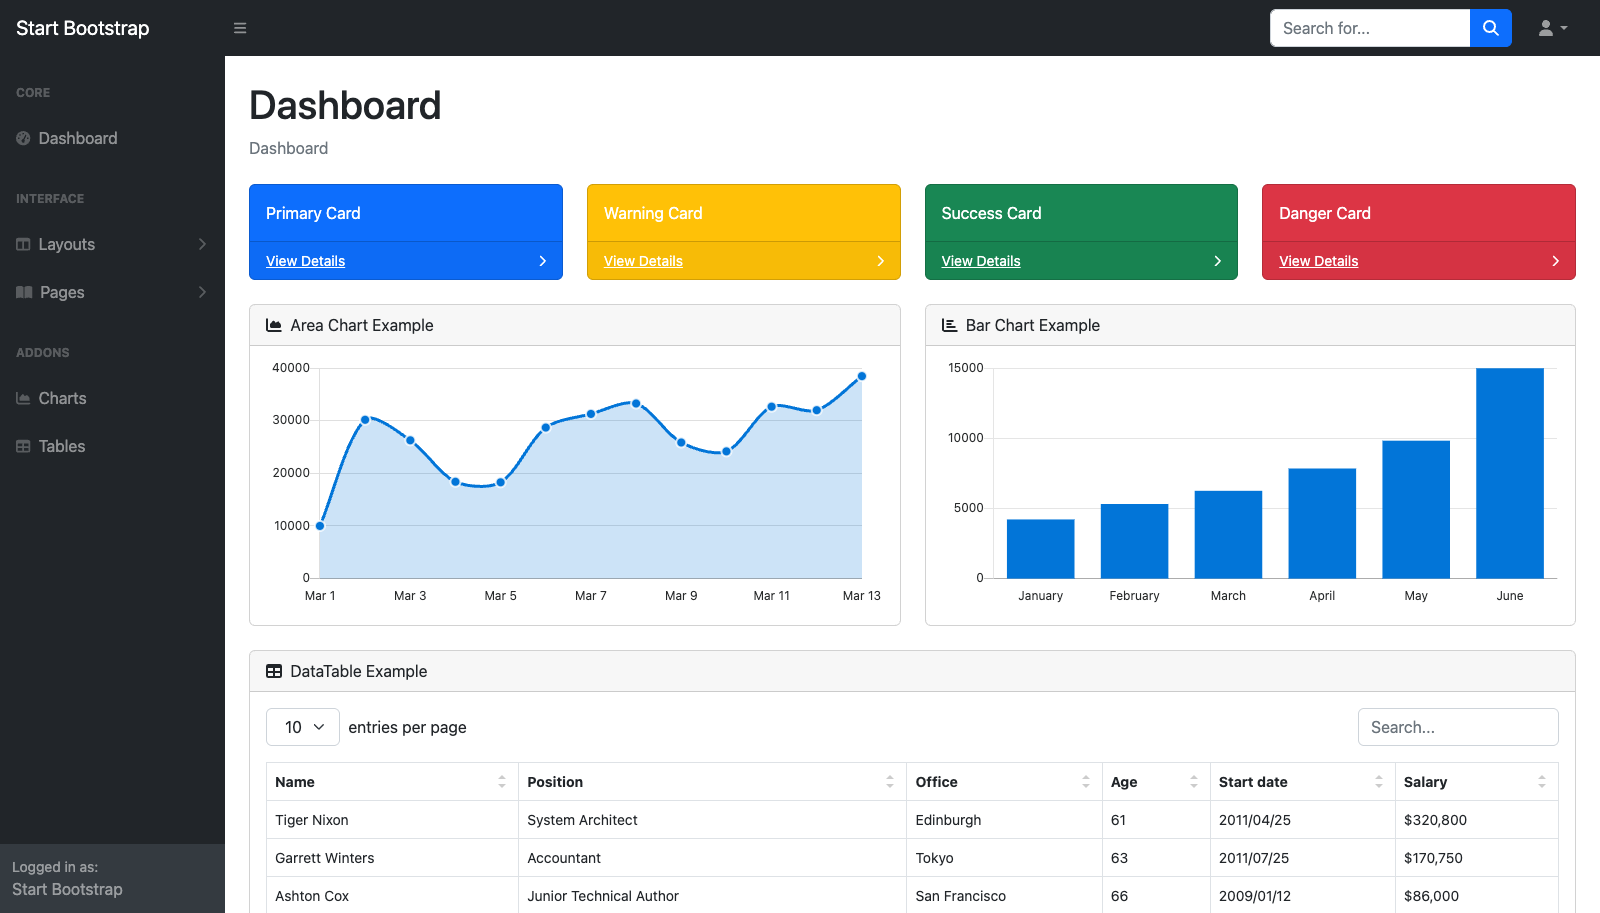 Start Bootstrap
Search for...
CORE
Dashboard
INTERFACE
Layouts
Pages
ADDONS
Charts
Tables
Logged in as:
Start Bootstrap
Dashboard
Dashboard
Primary Card
View Details
Warning Card
View Details
Success Card
View Details
Danger Card
View Details
Area Chart Example
40000
30000
20000
10000
0
Mar 1 Mar 3 Mar 5 Mar 7 Mar 9 Mar 11 Mar 13
Bar Chart Example
15000
10000
5000
0
January February March April May June
DataTable Example
10 entries per page
Search...
Name Position Office Age Start date Salary
Tiger Nixon System Architect Edinburgh 61 2011/04/25 $320,800
Garrett Winters Accountant Tokyo 63 2011/07/25 $170,750
Ashton Cox Junior Technical Author San Francisco 66 2009/01/12 $86,000